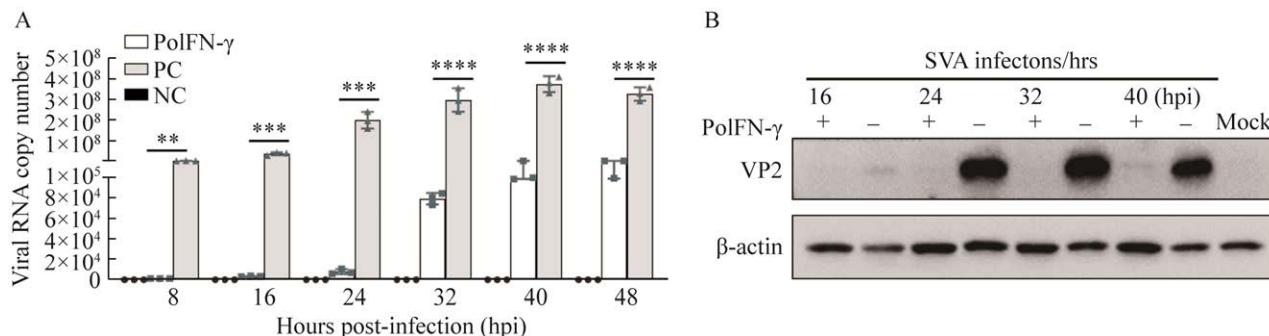 A
PoIFN-γ
PC
NC
Viral RNA copy number
5×10⁸
4×10⁸
3×10⁸
2×10⁸
1×10⁸
1×10⁵
8×10⁴
6×10⁴
4×10⁴
2×10⁴
0
** *** *** **** **** ****
8 16 24 32 40 48
Hours post-infection (hpi)
B
SVA infectons/hrs
16 24 32 40 (hpi)
PoIFN-γ + − + − + − + − Mock
VP2
β-actin